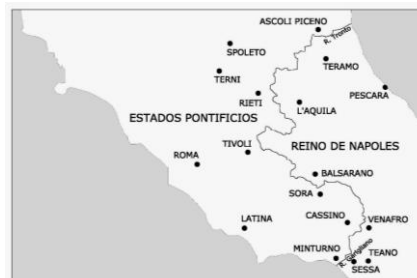 ASCOLI PICENO
R. Tronto
SPOLETO
TERAMO
TERNI
RIETI
PESCARA
L'AQUILA
ESTADOS PONTIFICIOS
REINO DE NAPOLES
TIVOLI
ROMA
BALSARANO
SORA
CASSINO
VENAFRO
LATINA
MINTURNO
R. Garigliano
TEANO
SESSA